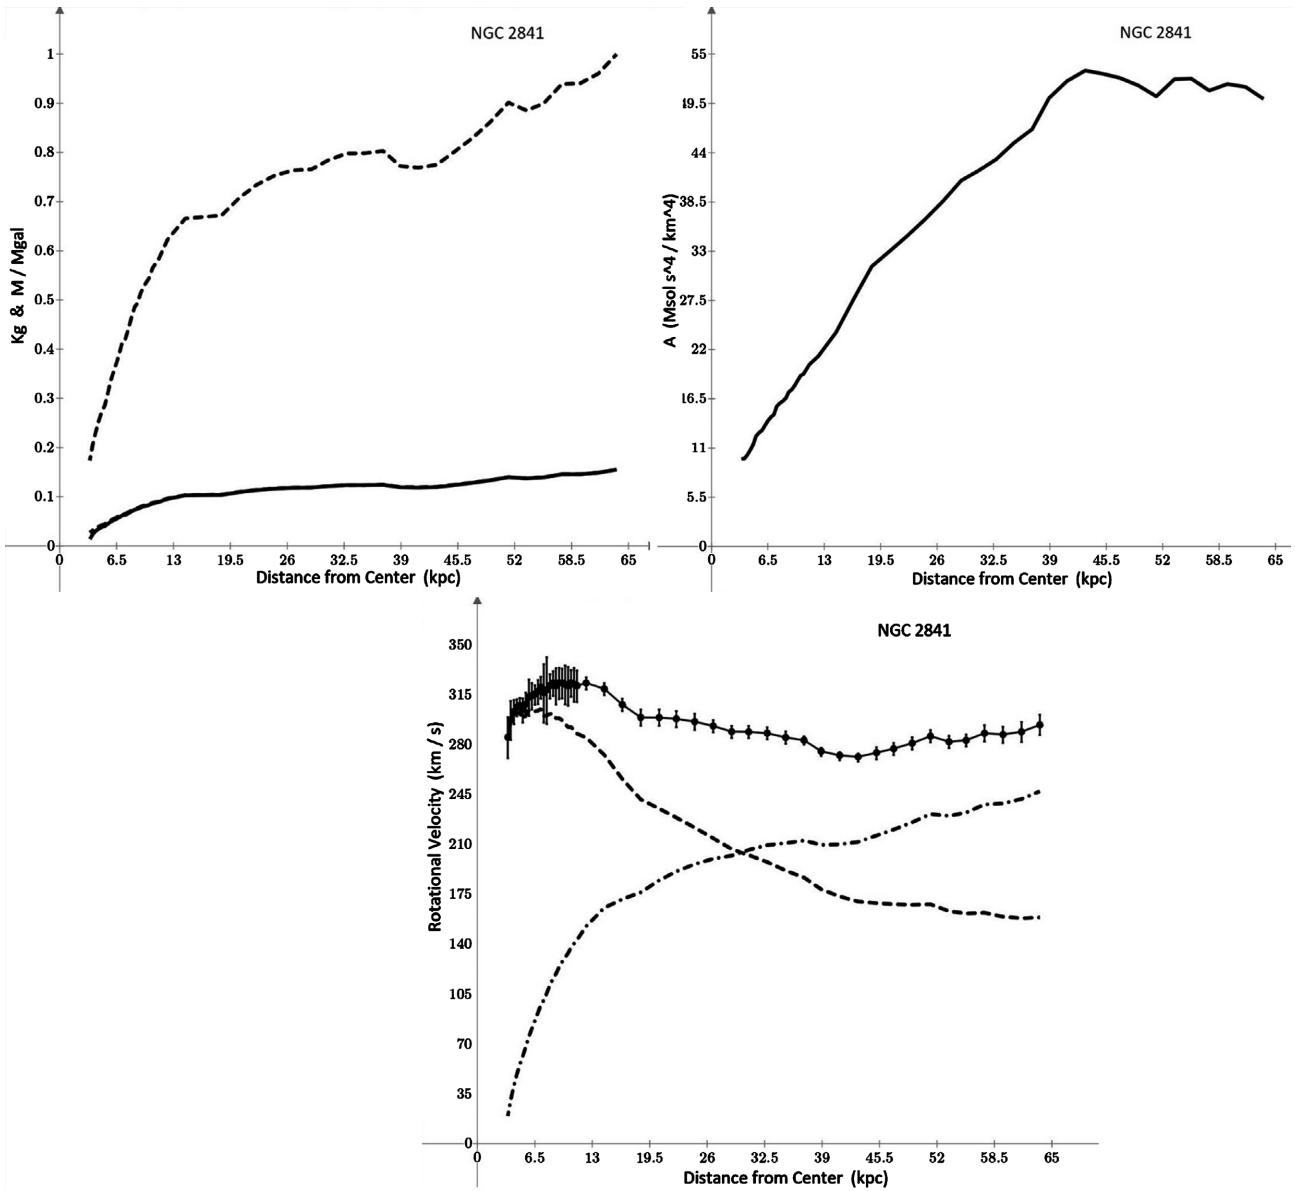 NGC 2841
1
0.9
0.8
0.7
0.6
0.5
0.4
0.3
0.2
0.1
0
Kg & M / Mgal
0 6.5 13 19.5 26 32.5 39 45.5 52 58.5 65
Distance from Center (kpc)
NGC 2841
55
49.5
44
38.5
33
27.5
22
16.5
11
5.5
0
A (Msol s^4 / km^4)
0 6.5 13 19.5 26 32.5 39 45.5 52 58.5 65
Distance from Center (kpc)
NGC 2841
350
315
280
245
210
175
140
105
70
35
0
Rotational Velocity (km / s)
0 6.5 13 19.5 26 32.5 39 45.5 52 58.5 65
Distance from Center (kpc)